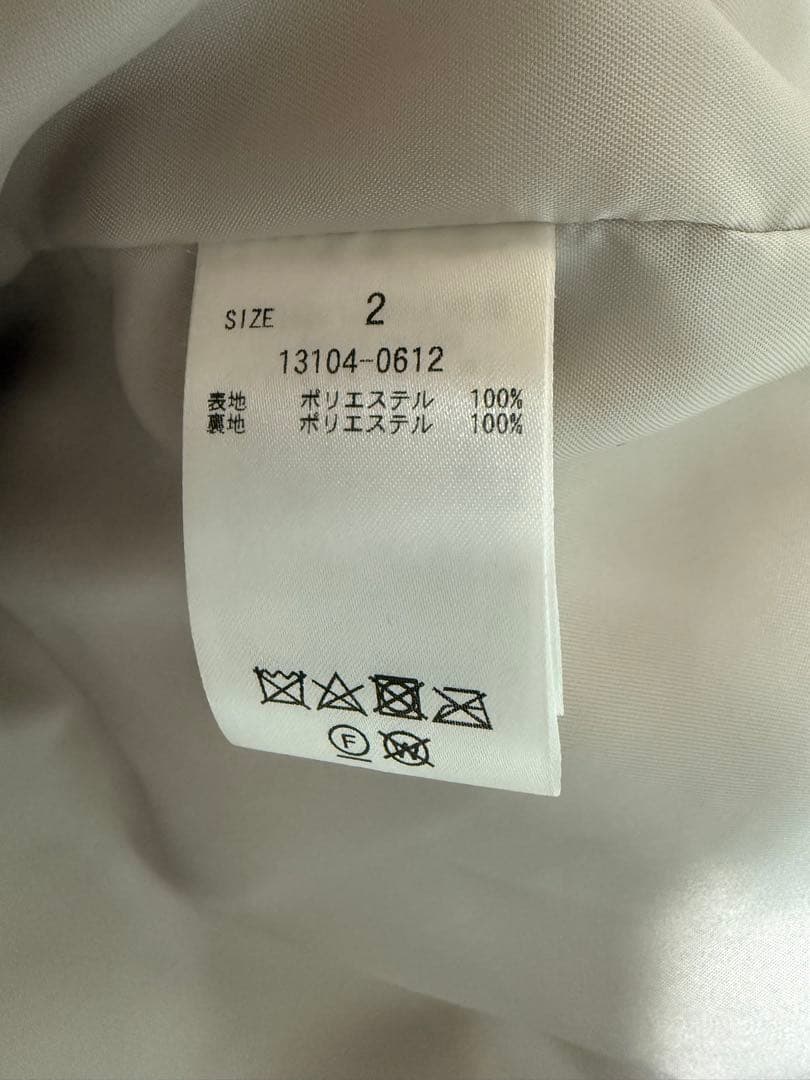 SIZE 2
13104-0612
表地 ポリエステル 100%
裏地 ポリエステル 100%
F W